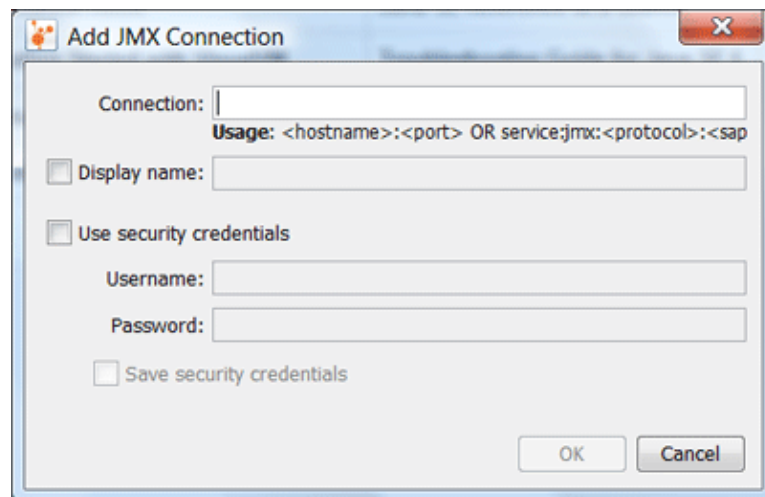 Add JMX Connection
Connection:
Usage: <hostname>:<port> OR service:jmx:<protocol>:<sap
Display name:
Use security credentials
Username:
Password:
Save security credentials
OK Cancel